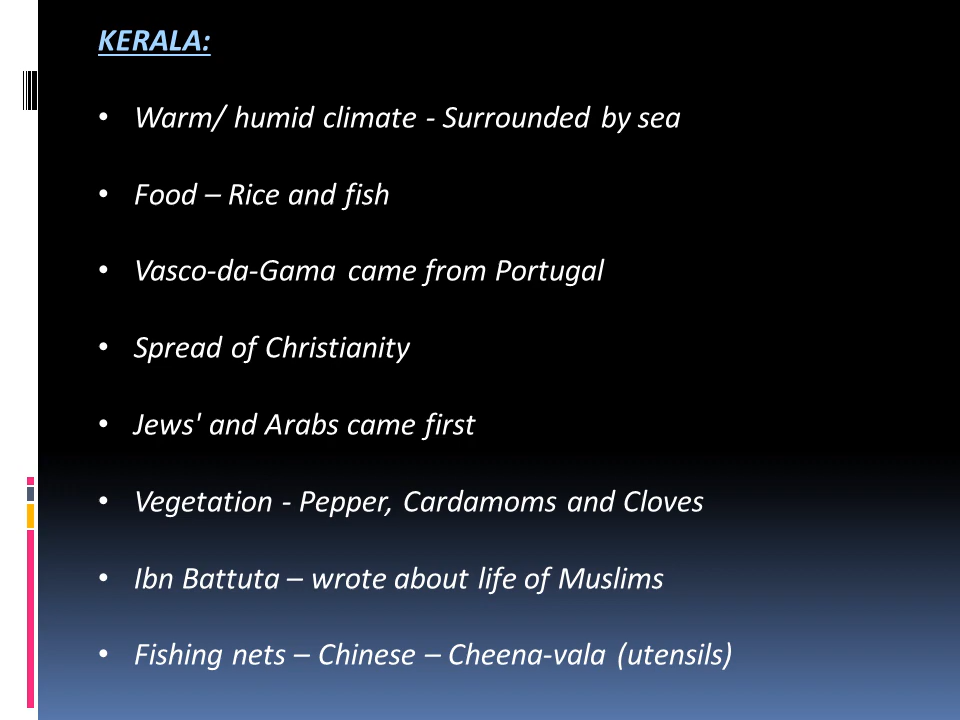 KERALA:
• Warm/ humid climate - Surrounded by sea
• Food – Rice and fish
• Vasco-da-Gama came from Portugal
• Spread of Christianity
• Jews' and Arabs came first
• Vegetation - Pepper, Cardamoms and Cloves
• Ibn Battuta – wrote about life of Muslims
• Fishing nets – Chinese – Cheena-vala (utensils)